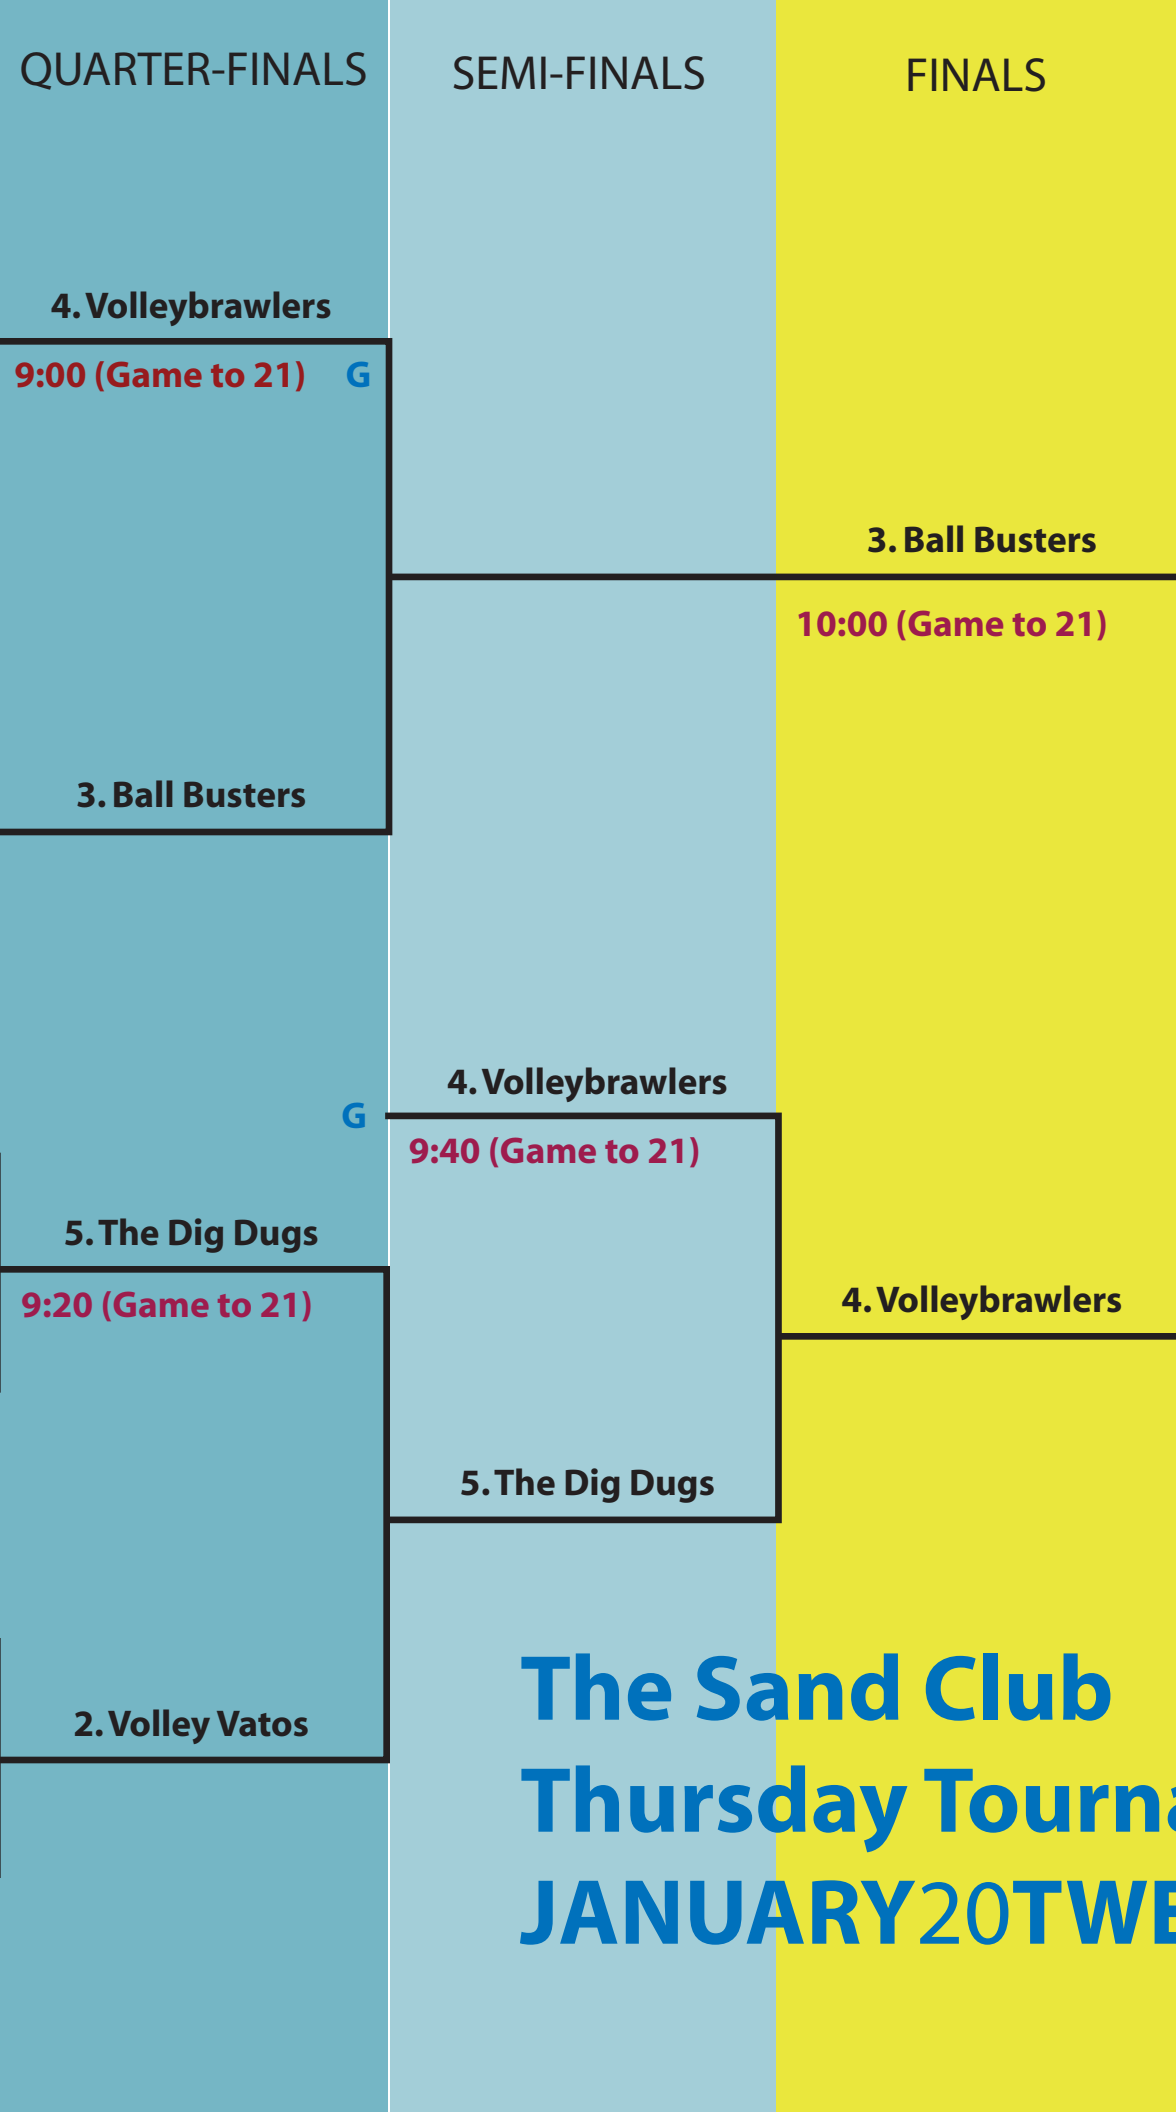 QUARTER-FINALS
SEMI-FINALS
FINALS
4. Volleybrawlers
9:00 (Game to 21) G
3. Ball Busters
10:00 (Game to 21)
3. Ball Busters
4. Volleybrawlers
G
9:40 (Game to 21)
5. The Dig Dugs
9:20 (Game to 21)
4. Volleybrawlers
5. The Dig Dugs
2. Volley Vatos
The Sand Club
Thursday
JANUARY20